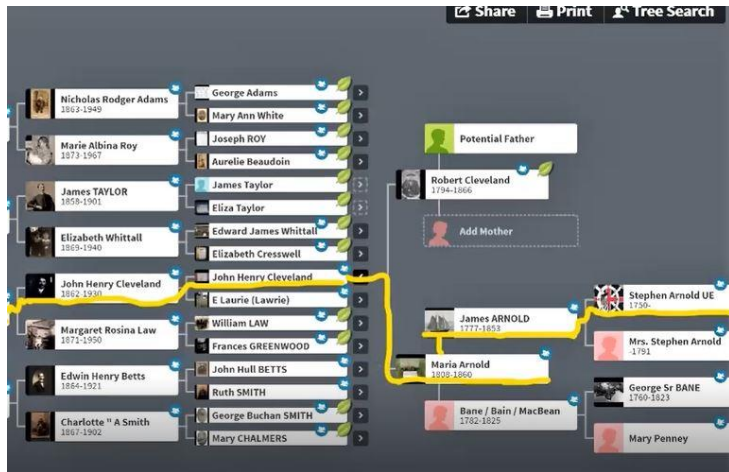 Share Print Tree Search
Nicholas Rodger Adams
1863-1949
Marie Albina Roy
1873-1967
James TAYLOR
1858-1901
Elizabeth Whittall
1869-1940
John Henry Cleveland
1862-1930
Margaret Rosina Law
1871-1950
Edwin Henry Betts
1864-1921
Charlotte " A Smith
1867-1902
George Adams
Mary Ann White
Joseph ROY
Aurelie Beaudoin
James Taylor
Eliza Taylor
Edward James Whittall
Elizabeth Cresswell
John Henry Cleveland
E Laurie (Lawrie)
William LAW
Frances GREENWOOD
John Hull BETTS
Ruth SMITH
George Buchan SMITH
Mary CHALMERS
Potential Father
Robert Cleveland
1794-1866
Add Mother
James ARNOLD
1777-1853
Maria Arnold
1808-1860
Bane / Bain / MacBean
1782-1825
Stephen Arnold UE
1750-
Mrs. Stephen Arnold
-1791
George Sr BANE
1760-1823
Mary Penney